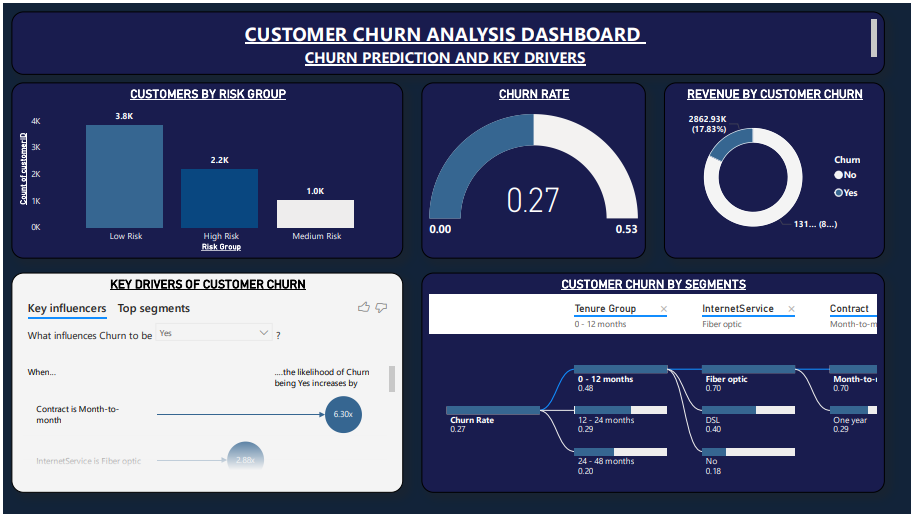 CUSTOMER CHURN ANALYSIS DASHBOARD
CHURN PREDICTION AND KEY DRIVERS
CUSTOMERS BY RISK GROUP
Count of customerID
4K
3K
2K
1K
0K
3.8K
2.2K
1.0K
Low Risk
High Risk
Medium Risk
Risk Group
CHURN RATE
0.27
0.00
0.53
REVENUE BY CUSTOMER CHURN
2862.93K
(17.83%)
131... (8...)
Churn
No
Yes
KEY DRIVERS OF CUSTOMER CHURN
Key influencers
Top segments
What influences Churn to be Yes ?
When...
....the likelihood of Churn
being Yes increases by
Contract is Month-to-
month
6.30x
InternetService is Fiber optic
2.88x
CUSTOMER CHURN BY SEGMENTS
Tenure Group
0 - 12 months
InternetService
Fiber optic
Contract
Month-to-m
Churn Rate
0.27
0 - 12 months
0.48
12 - 24 months
0.29
24 - 48 months
0.20
Fiber optic
0.70
DSL
0.40
No
0.18
Month-to-
0.70
One year
0.29